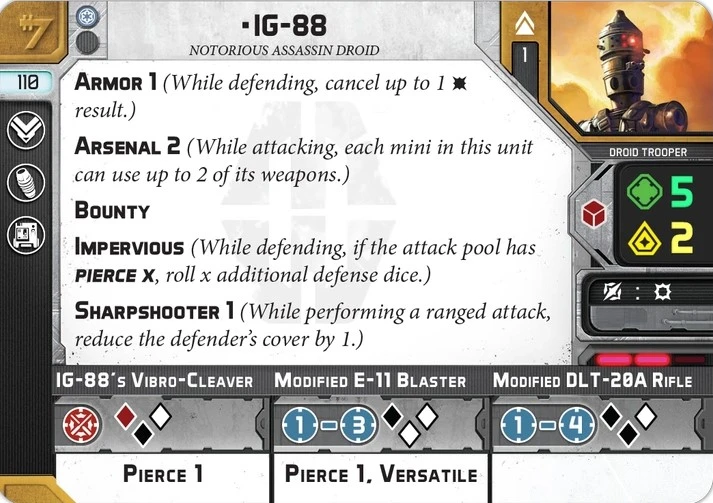 #7
·IG-88
NOTORIOUS ASSASSIN DROID
1
110
ARMOR 1 (While defending, cancel up to 1
result.)
ARSENAL 2 (While attacking, each mini in this unit
can use up to 2 of its weapons.)
BOUNTY
IMPERVIOUS (While defending, if the attack pool has
PIERCE X, roll x additional defense dice.)
SHARPSHOOTER 1 (While performing a ranged attack,
reduce the defender's cover by 1.)
DROID TROOPER
5
2
:
IG-88's VIBRO-CLEAVER
PIERCE 1
MODIFIED E-11 BLASTER
1-3
PIERCE 1, VERSATILE
MODIFIED DLT-20A RIFLE
1-4